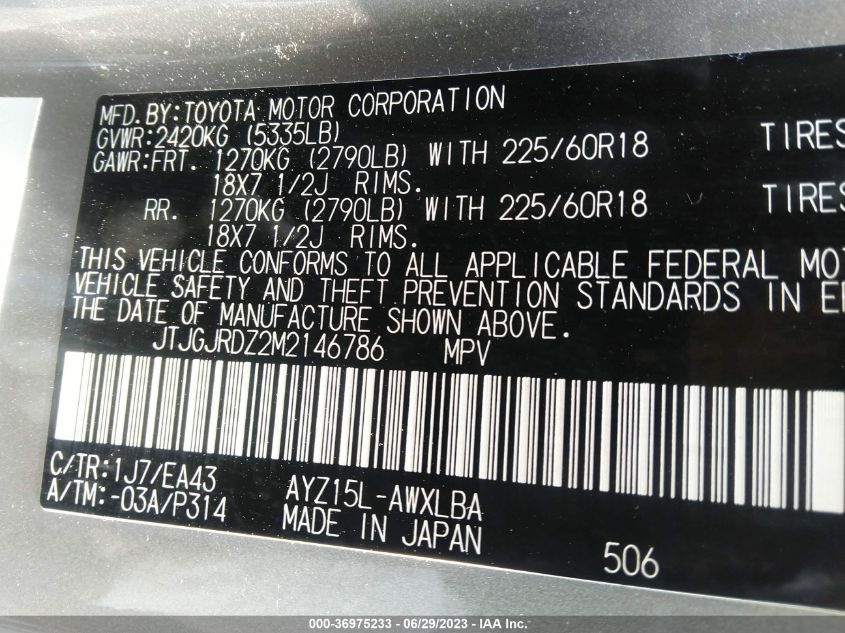 MFD. BY: TOYOTA MOTOR CORPORATION
GVWR: 2420KG (5335LB)
GAWR: FRT. 1270KG (2790LB) WITH 225/60R18 TIRES
18X7 1/2J RIMS.
RR. 1270KG (2790LB) WITH 225/60R18 TIRES
18X7 1/2J RIMS.
THIS VEHICLE CONFORMS TO ALL APPLICABLE FEDERAL MOT
VEHICLE SAFETY AND THEFT PREVENTION STANDARDS IN E
THE DATE OF MANUFACTURE SHOWN ABOVE.
JTJGJRDZ2M2146786 MPV
C/TR: 1J7/EA43
A/TM: -03A/P314
AYZ15L-AWXLBA
MADE IN JAPAN
506
000-36975233 - 06/29/2023 - IAA Inc.